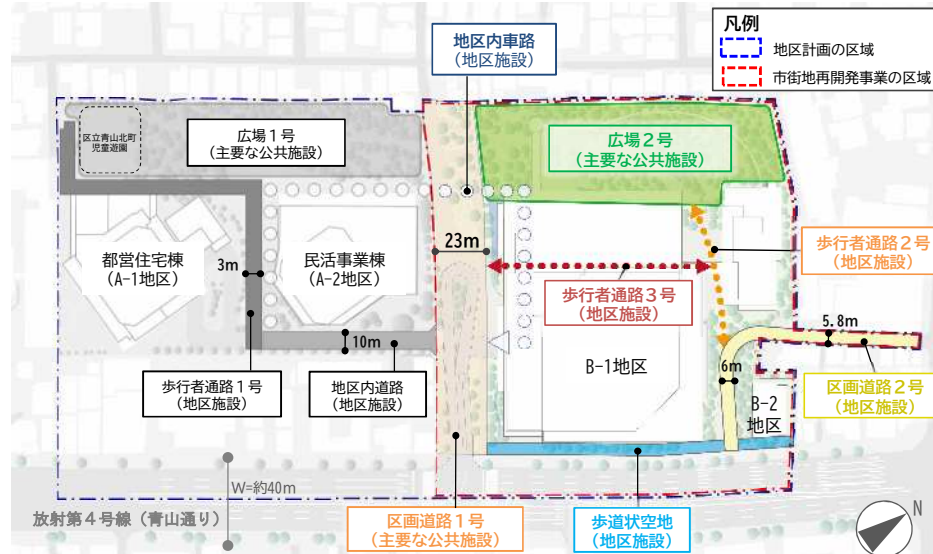 凡例
地区計画の区域
市街地再開発事業の区域
地区内車路
(地区施設)
区立青山北町
児童遊園
広場1号
(主要な公共施設)
広場2号
(主要な公共施設)
都営住宅棟
(A-1地区)
3m
民活事業棟
(A-2地区)
23m
歩行者通路2号
(地区施設)
歩行者通路3号
(地区施設)
10m
5.8m
6m
B-1地区
B-2
地区
歩行者通路1号
(地区施設)
地区内道路
(地区施設)
区画道路2号
(地区施設)
W=約40m
放射第4号線(青山通り)
区画道路1号
(主要な公共施設)
歩道状空地
(地区施設)
N